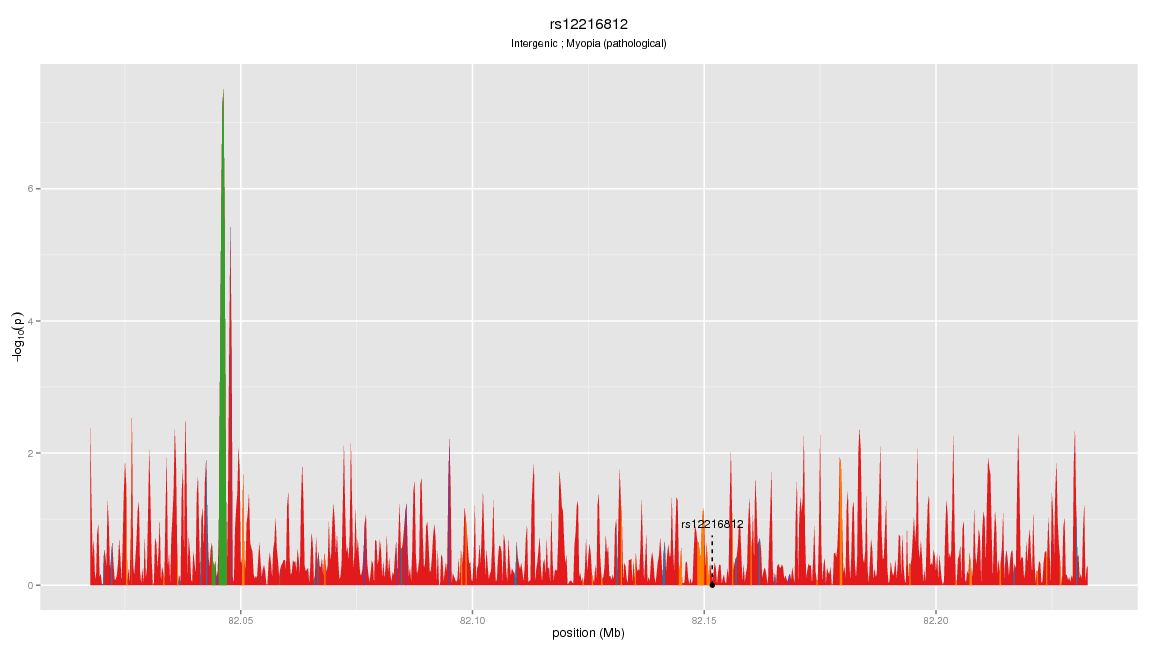 rs12216812
Intergenic ; Myopia (pathological)
−log10(p)
6
4
2
0
rs12216812
82.05
82.10
82.15
82.20
position (Mb)